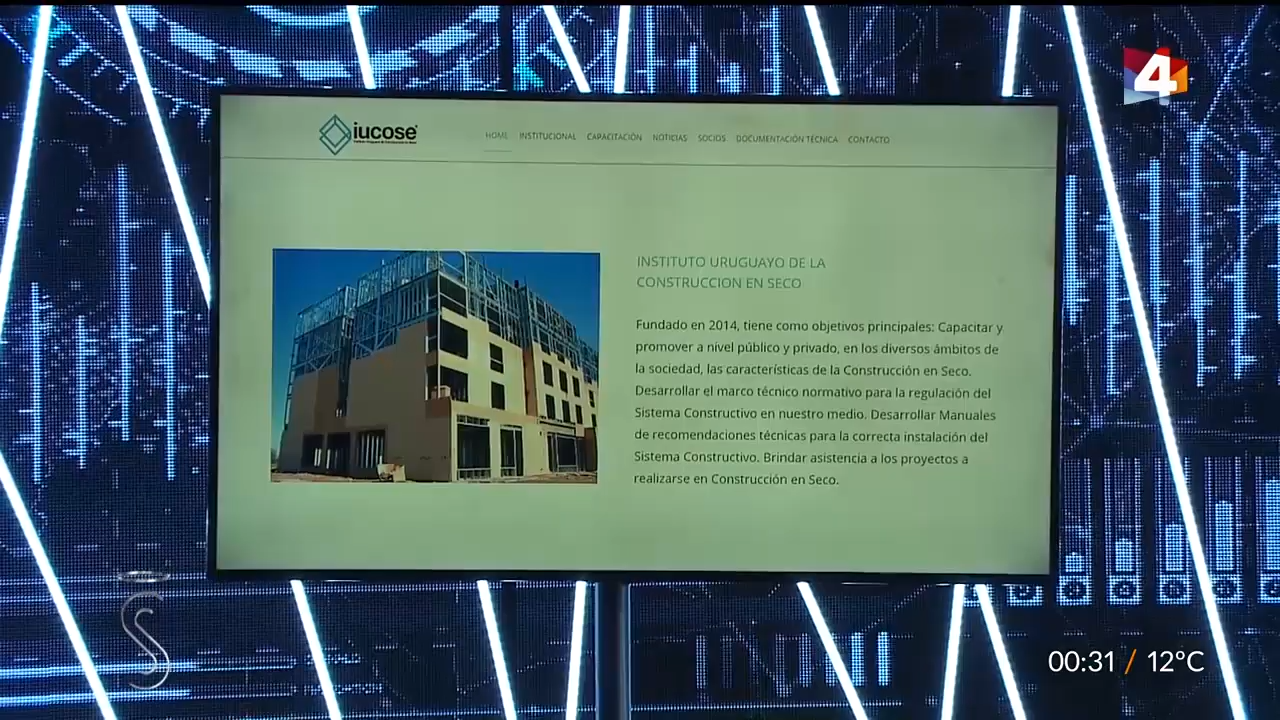 4
iucose
HOME INSTITUCIONAL CAPACITACIÓN NOTICIAS SOCIOS DOCUMENTACIÓN TÉCNICA CONTACTO
INSTITUTO URUGUAYO DE LA
CONSTRUCCION EN SECO
Fundado en 2014, tiene como objetivos principales: Capacitar y
promover a nivel público y privado, en los diversos ámbitos de
la sociedad, las características de la Construcción en Seco.
Desarrollar el marco técnico normativo para la regulación del
Sistema Constructivo en nuestro medio. Desarrollar Manuales
de recomendaciones técnicas para la correcta instalación del
Sistema Constructivo. Brindar asistencia a los proyectos a
realizarse en Construcción en Seco.
S
00:31 / 12°C